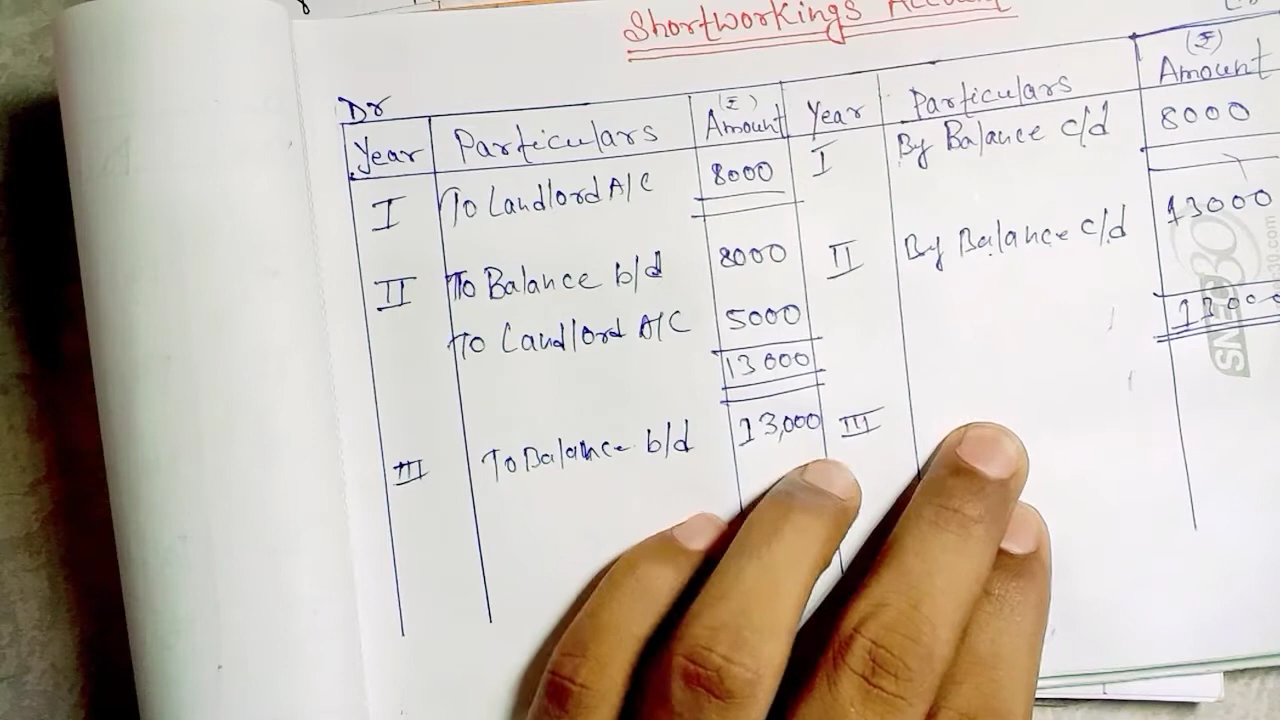 Shortworkings Account
Dr
Year Particulars (₹) Amount Year Particulars (₹) Amount
I To Landlord A/C 8000 I By Balance c/d 8000
II To Balance b/d 8000 II By Balance c/d 13000
To Landlord A/C 5000
13000 13000
III To Balance b/d 13,000 III